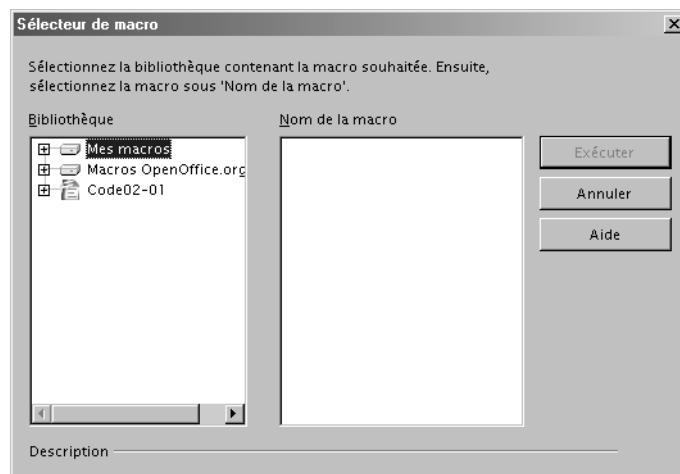 Sélecteur de macro
Sélectionnez la bibliothèque contenant la macro souhaitée. Ensuite,
sélectionnez la macro sous 'Nom de la macro'.
Bibliothèque
Nom de la macro
Mes macros
Macros OpenOffice.org
Code02-01
Exécuter
Annuler
Aide
Description